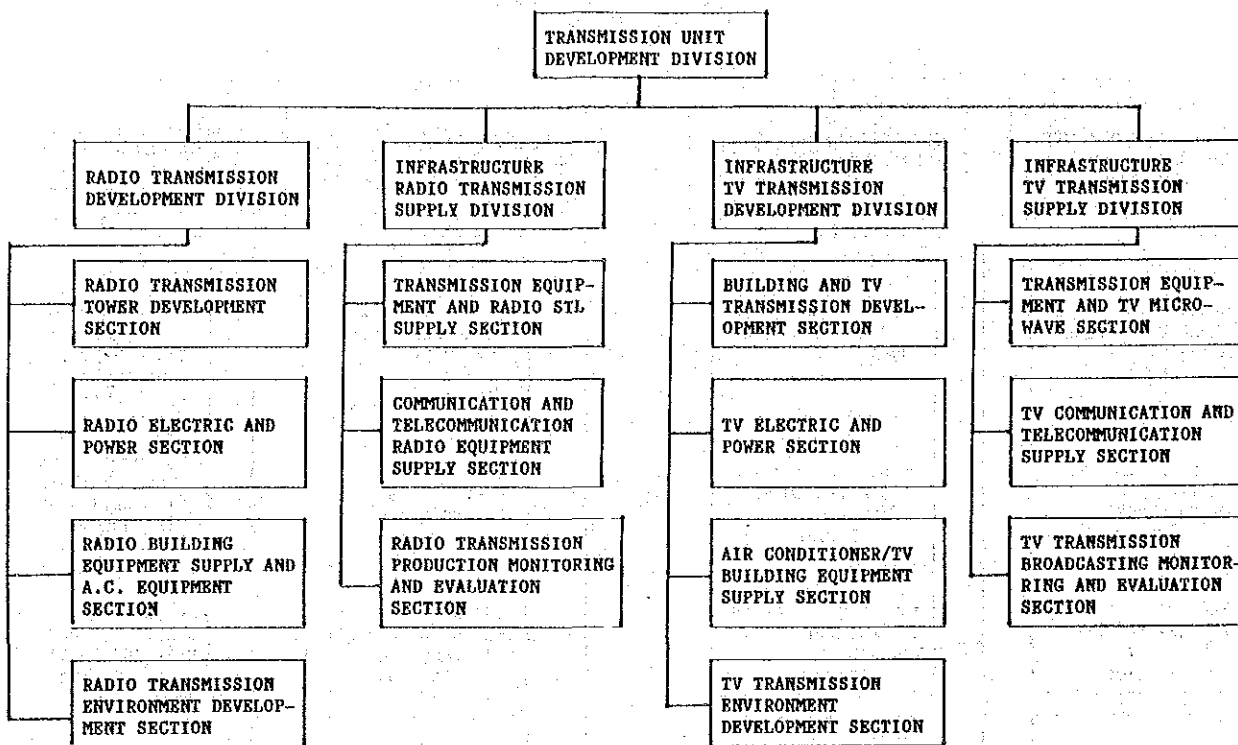 TRANSMISSION UNIT
DEVELOPMENT DIVISION
RADIO TRANSMISSION
DEVELOPMENT DIVISION
INFRASTRUCTURE
RADIO TRANSMISSION
SUPPLY DIVISION
INFRASTRUCTURE
TV TRANSMISSION
DEVELOPMENT DIVISION
INFRASTRUCTURE
TV TRANSMISSION
SUPPLY DIVISION
RADIO TRANSMISSION
TOWER DEVELOPMENT
SECTION
TRANSMISSION EQUIP-
MENT AND RADIO STL
SUPPLY SECTION
BUILDING AND TV
TRANSMISSION DEVEL-
OPMENT SECTION
TRANSMISSION EQUIP-
MENT AND TV MICRO-
WAVE SECTION
RADIO ELECTRIC AND
POWER SECTION
COMMUNICATION AND
TELECOMMUNICATION
RADIO EQUIPMENT
SUPPLY SECTION
TV ELECTRIC AND
POWER SECTION
TV COMMUNICATION AND
TELECOMMUNICATION
SUPPLY SECTION
RADIO BUILDING
EQUIPMENT SUPPLY AND
A.C. EQUIPMENT
SECTION
RADIO TRANSMISSION
PRODUCTION MONITORING
AND EVALUATION
SECTION
AIR CONDITIONER/TV
BUILDING EQUIPMENT
SUPPLY SECTION
TV TRANSMISSION
BROADCASTING MONITOR-
RING AND EVALUATION
SECTION
RADIO TRANSMISSION
ENVIRONMENT DEVELOP-
MENT SECTION
TV TRANSMISSION
ENVIRONMENT
DEVELOPMENT SECTION